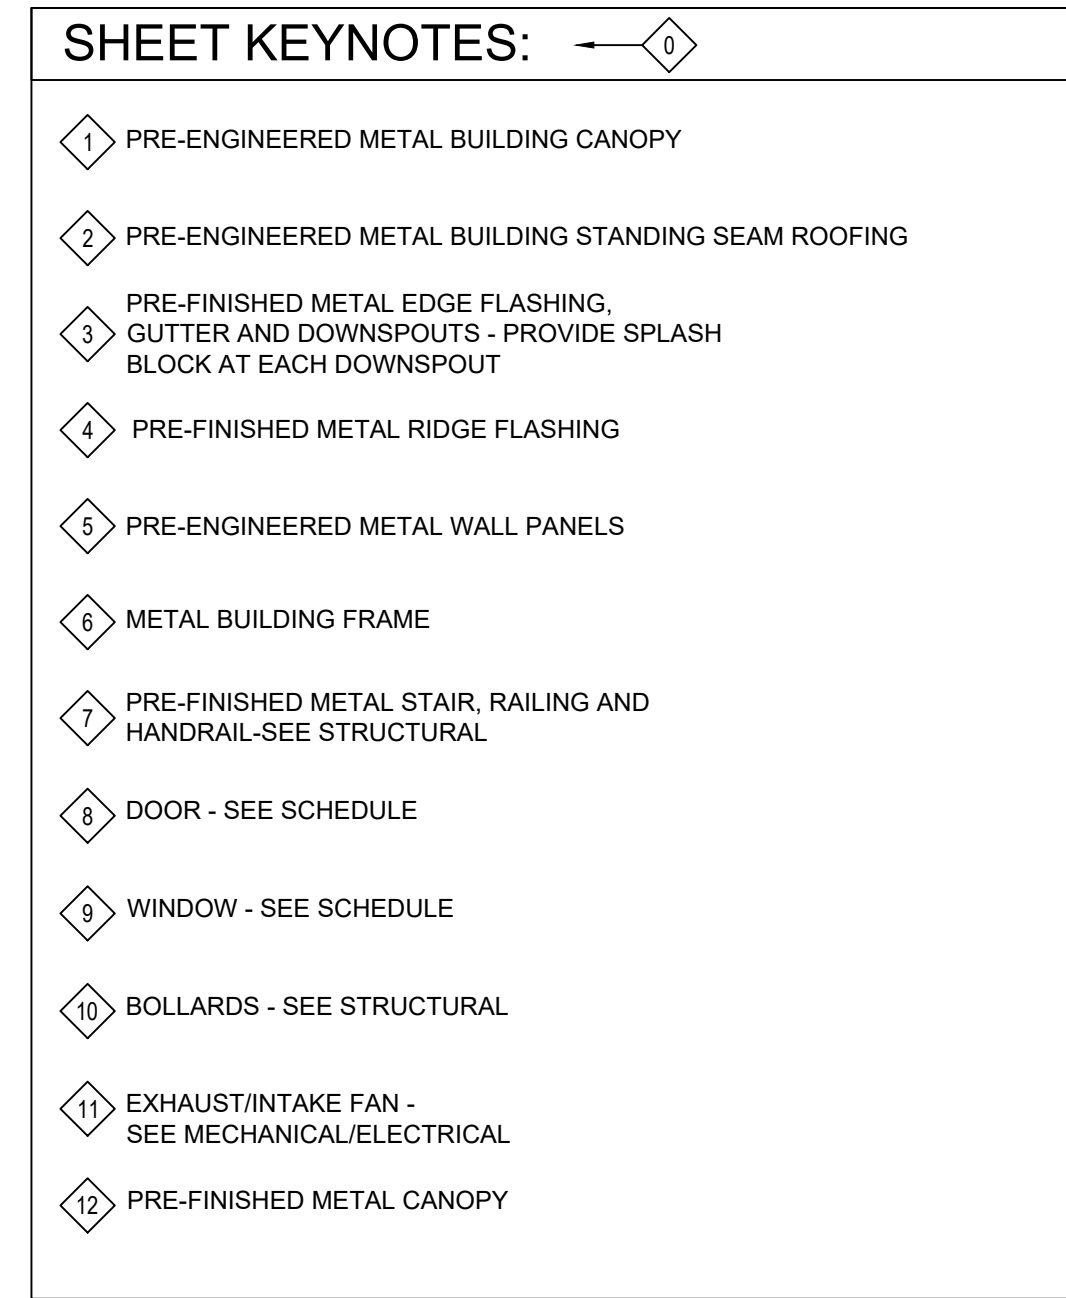 SHEET KEYNOTES: 0
1 PRE-ENGINEERED METAL BUILDING CANOPY
2 PRE-ENGINEERED METAL BUILDING STANDING SEAM ROOFING
3 PRE-FINISHED METAL EDGE FLASHING,
GUTTER AND DOWNSPOUTS - PROVIDE SPLASH
BLOCK AT EACH DOWNSPOUT
4 PRE-FINISHED METAL RIDGE FLASHING
5 PRE-ENGINEERED METAL WALL PANELS
6 METAL BUILDING FRAME
7 PRE-FINISHED METAL STAIR, RAILING AND
HANDRAIL-SEE STRUCTURAL
8 DOOR - SEE SCHEDULE
9 WINDOW - SEE SCHEDULE
10 BOLLARDS - SEE STRUCTURAL
11 EXHAUST/INTAKE FAN -
SEE MECHANICAL/ELECTRICAL
12 PRE-FINISHED METAL CANOPY